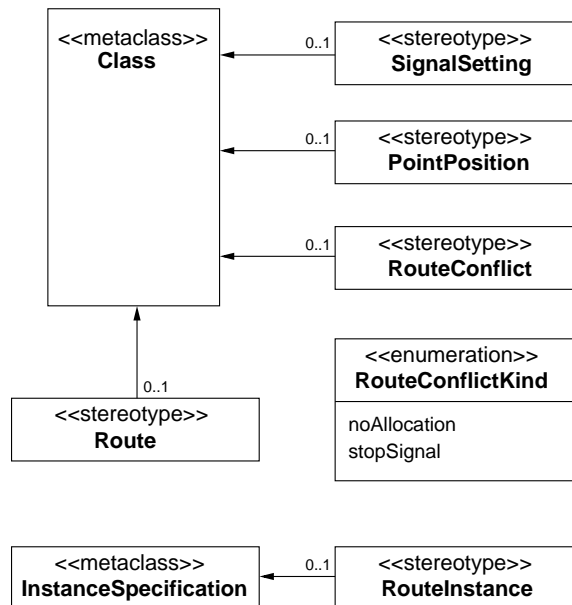 <<metaclass>>
Class
0..1
<<stereotype>>
SignalSetting
0..1
<<stereotype>>
PointPosition
0..1
<<stereotype>>
RouteConflict
0..1
<<stereotype>>
Route
<<enumeration>>
RouteConflictKind
noAllocation
stopSignal
<<metaclass>>
InstanceSpecification
0..1
<<stereotype>>
RouteInstance